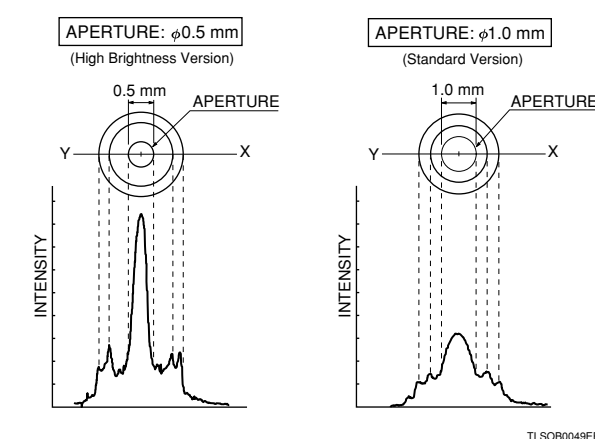 APERTURE: φ0.5 mm
(High Brightness Version)
0.5 mm
APERTURE
Y
X
INTENSITY
APERTURE: φ1.0 mm
(Standard Version)
1.0 mm
APERTURE
Y
X
INTENSITY